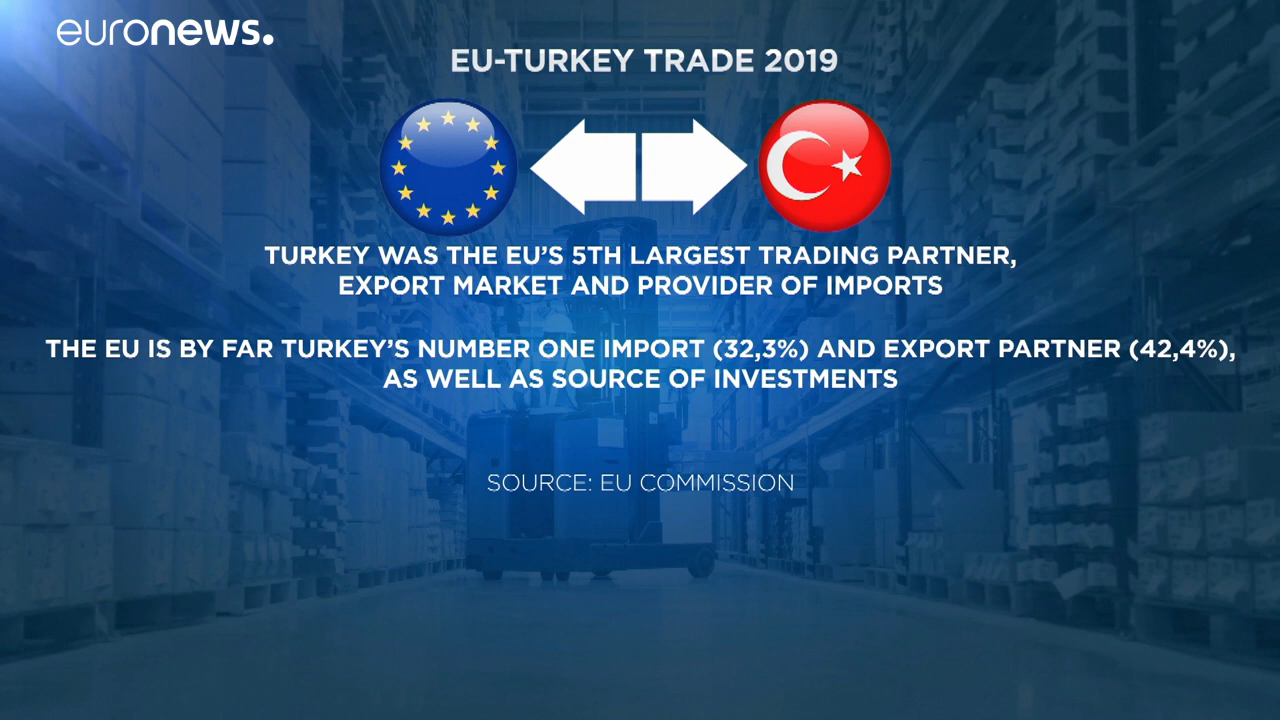 euronews.
EU-TURKEY TRADE 2019
TURKEY WAS THE EU'S 5TH LARGEST TRADING PARTNER,
EXPORT MARKET AND PROVIDER OF IMPORTS
THE EU IS BY FAR TURKEY'S NUMBER ONE IMPORT (32,3%) AND EXPORT PARTNER (42,4%),
AS WELL AS SOURCE OF INVESTMENTS
SOURCE: EU COMMISSION